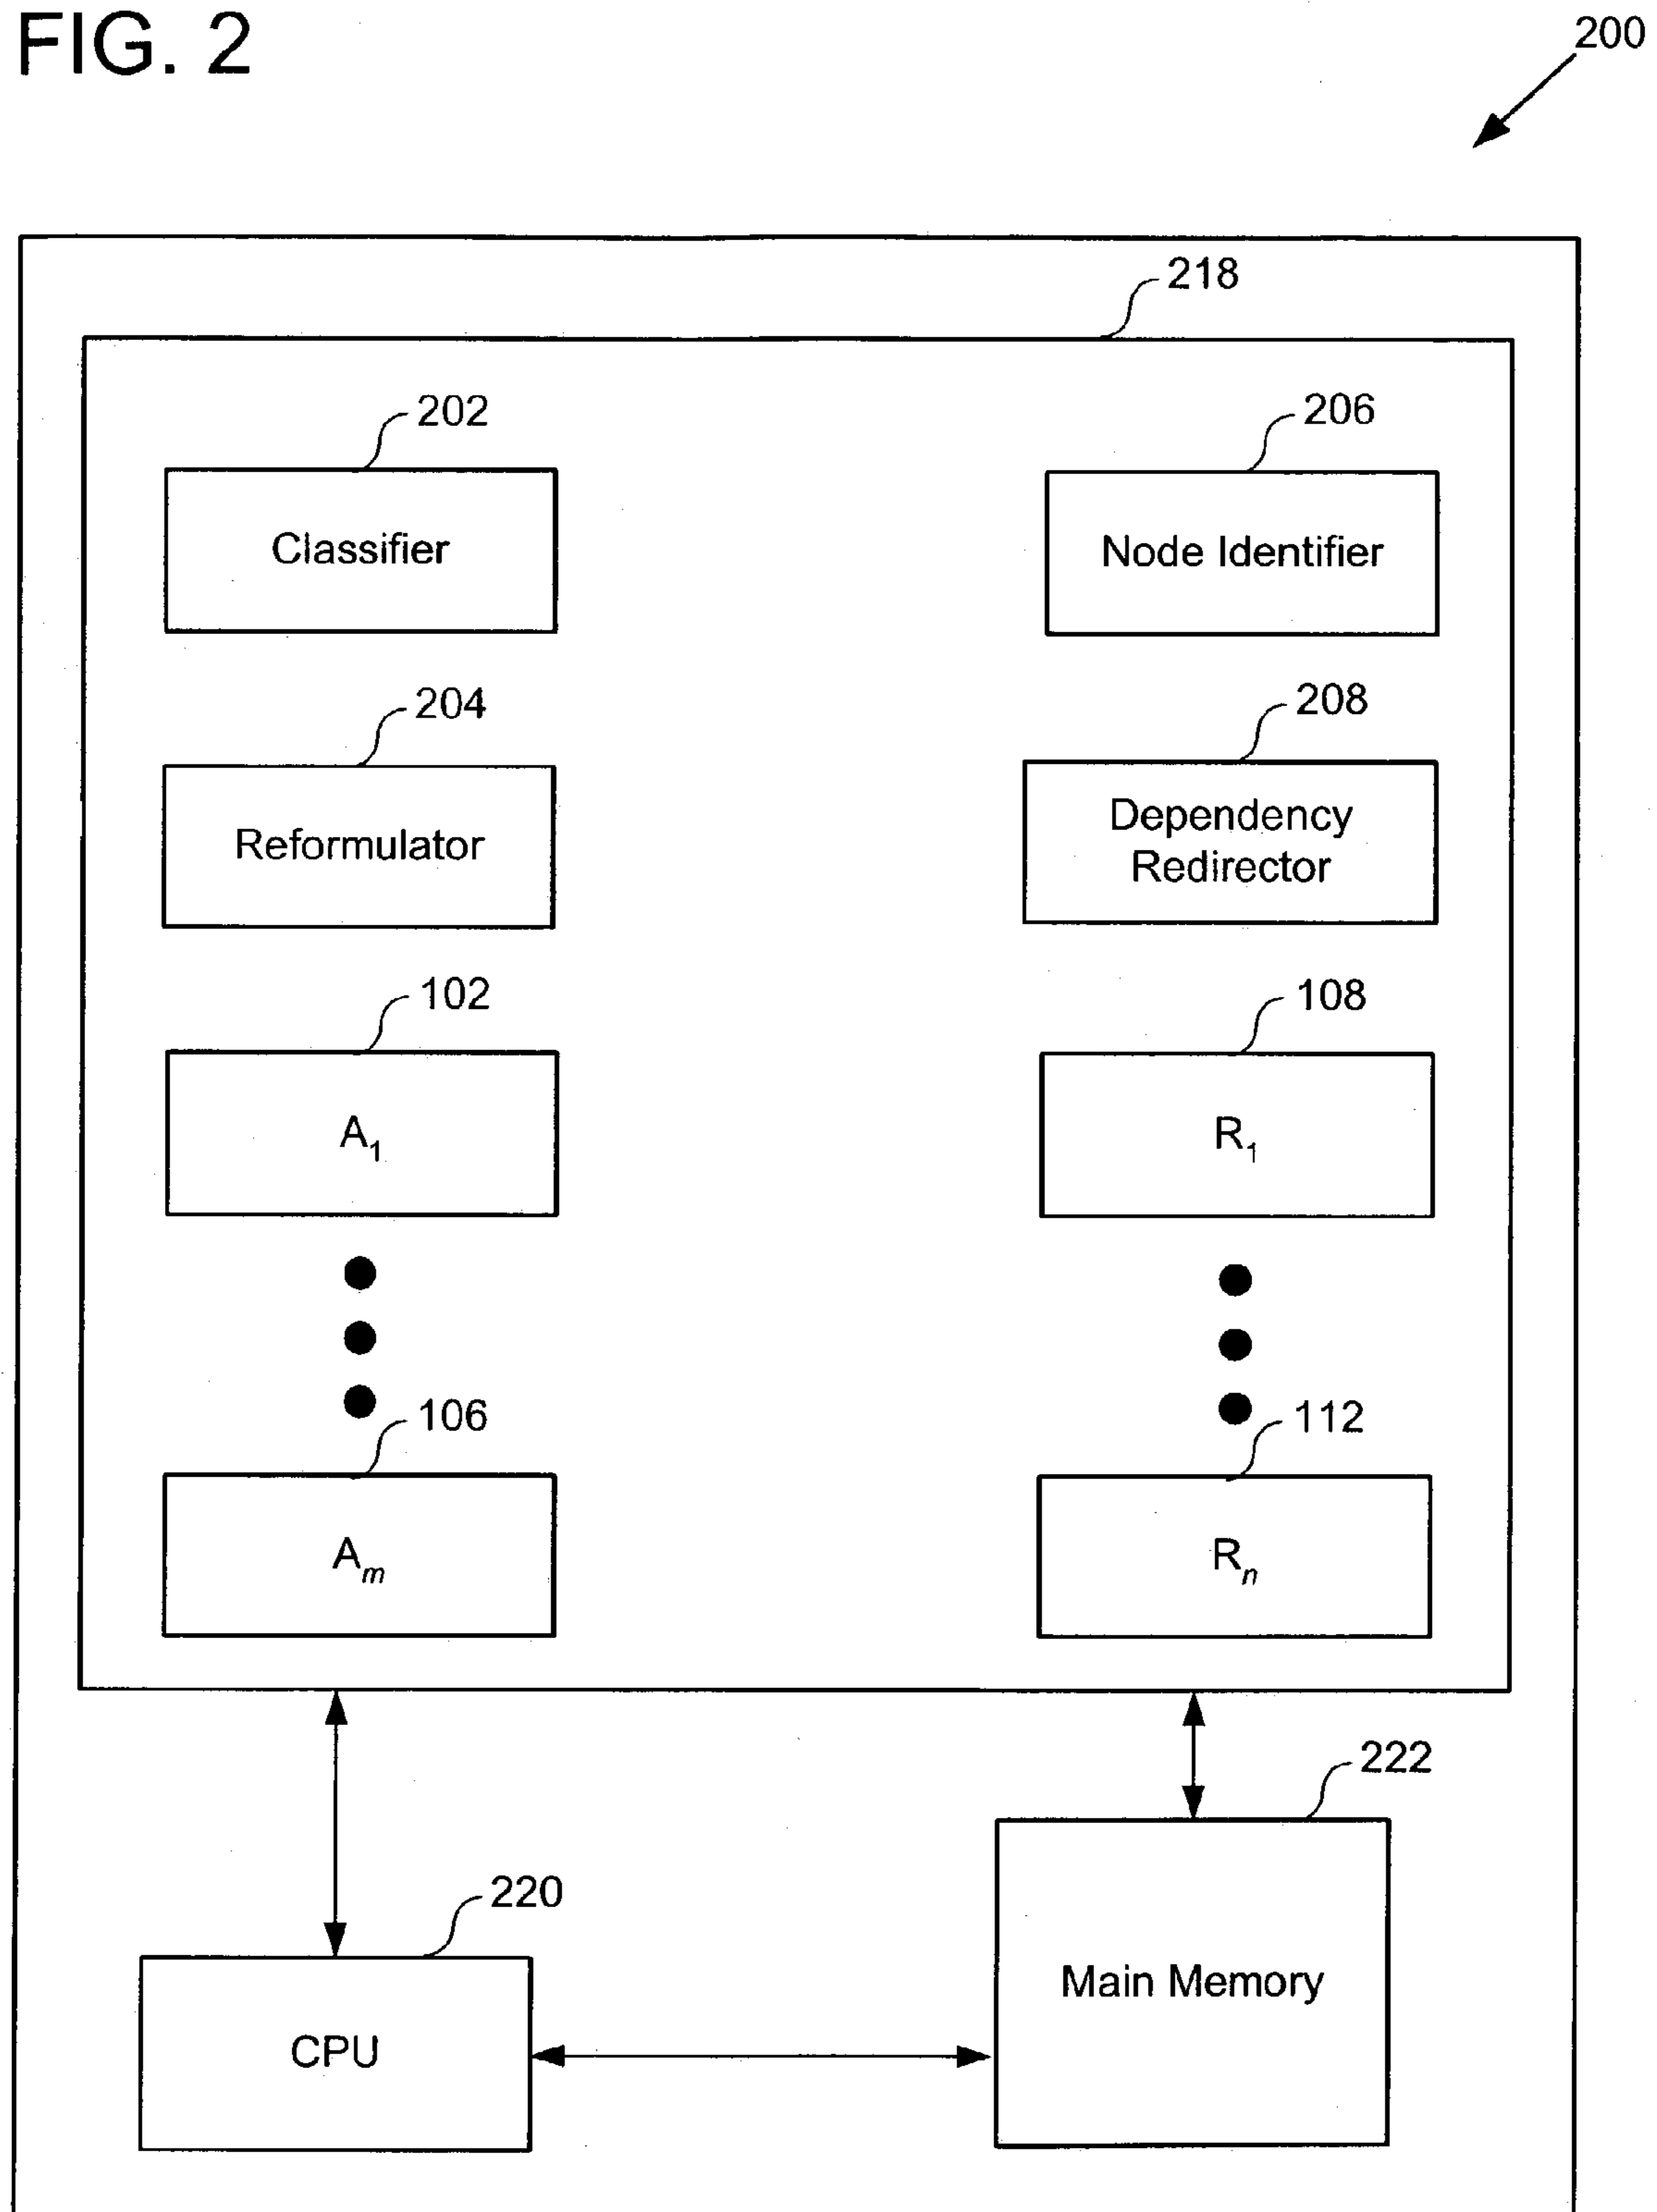 FIG. 2
200
218
202
206
Classifier
Node Identifier
204
208
Reformulator
Dependency
Redirector
102
108
A1
R1
106
112
Am
Rn
222
220
Main Memory
CPU